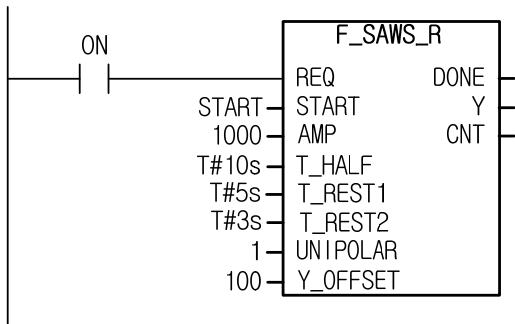 F_SAWS_R
ON
REQ DONE
START START Y
1000 AMP CNT
T#10s T_HALF
T#5s T_REST1
T#3s T_REST2
1 UNIPOLAR
100 Y_OFFSET